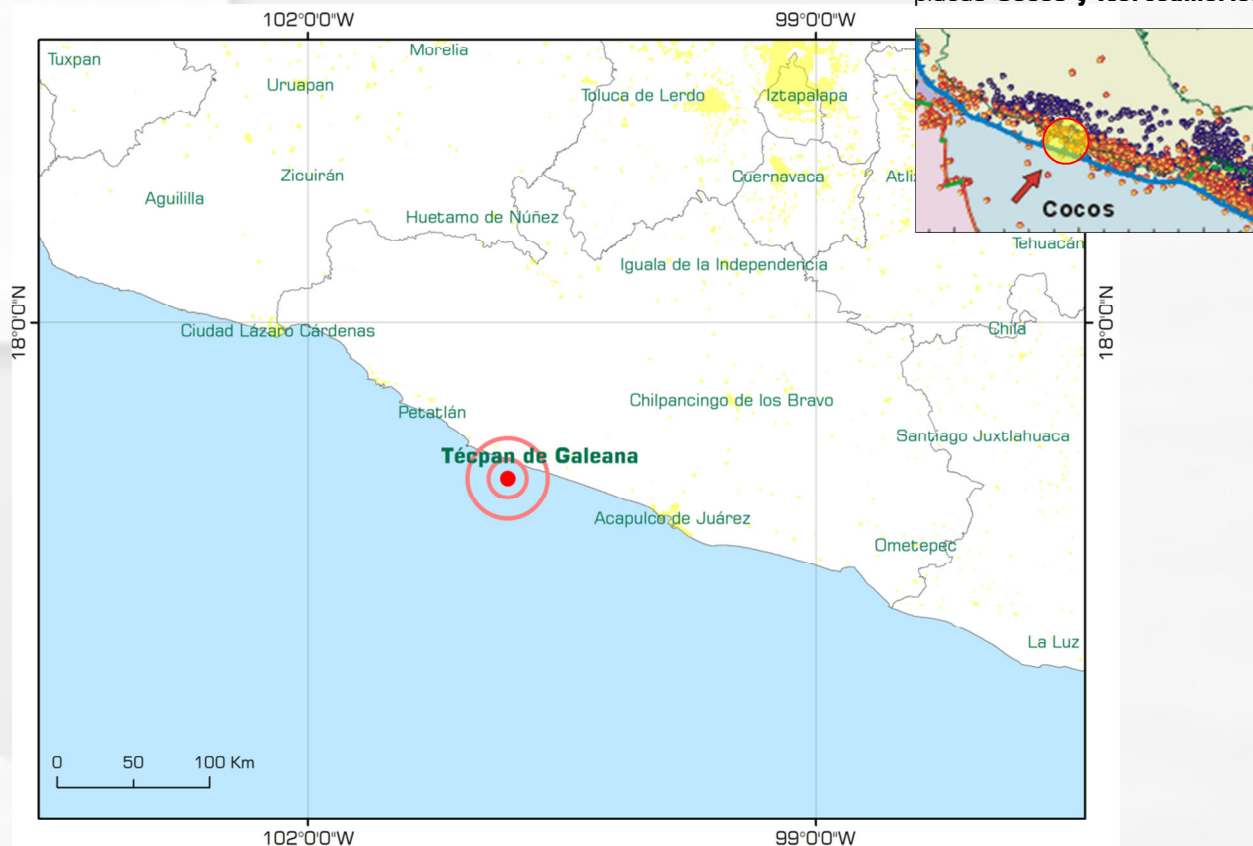 placas Cocos y Norteamérica
102°0'0"W
99°0'0"W
Morelia
Tuxpan
Uruapan
Toluca de Lerdo
Iztapalapa
Zicuirán
Cuernavaca
Aguililla
Huetamo de Núñez
Cocos
Tehuacán
Iguala de la Independencia
18°0'0"N
18°0'0"N
Ciudad Lázaro Cárdenas
Chila
Chilpancingo de los Bravo
Petatlán
Santiago Juxtlahuaca
Técpan de Galeana
Acapulco de Juárez
Ometepec
La Luz
0 50 100 Km
102°0'0"W
99°0'0"W